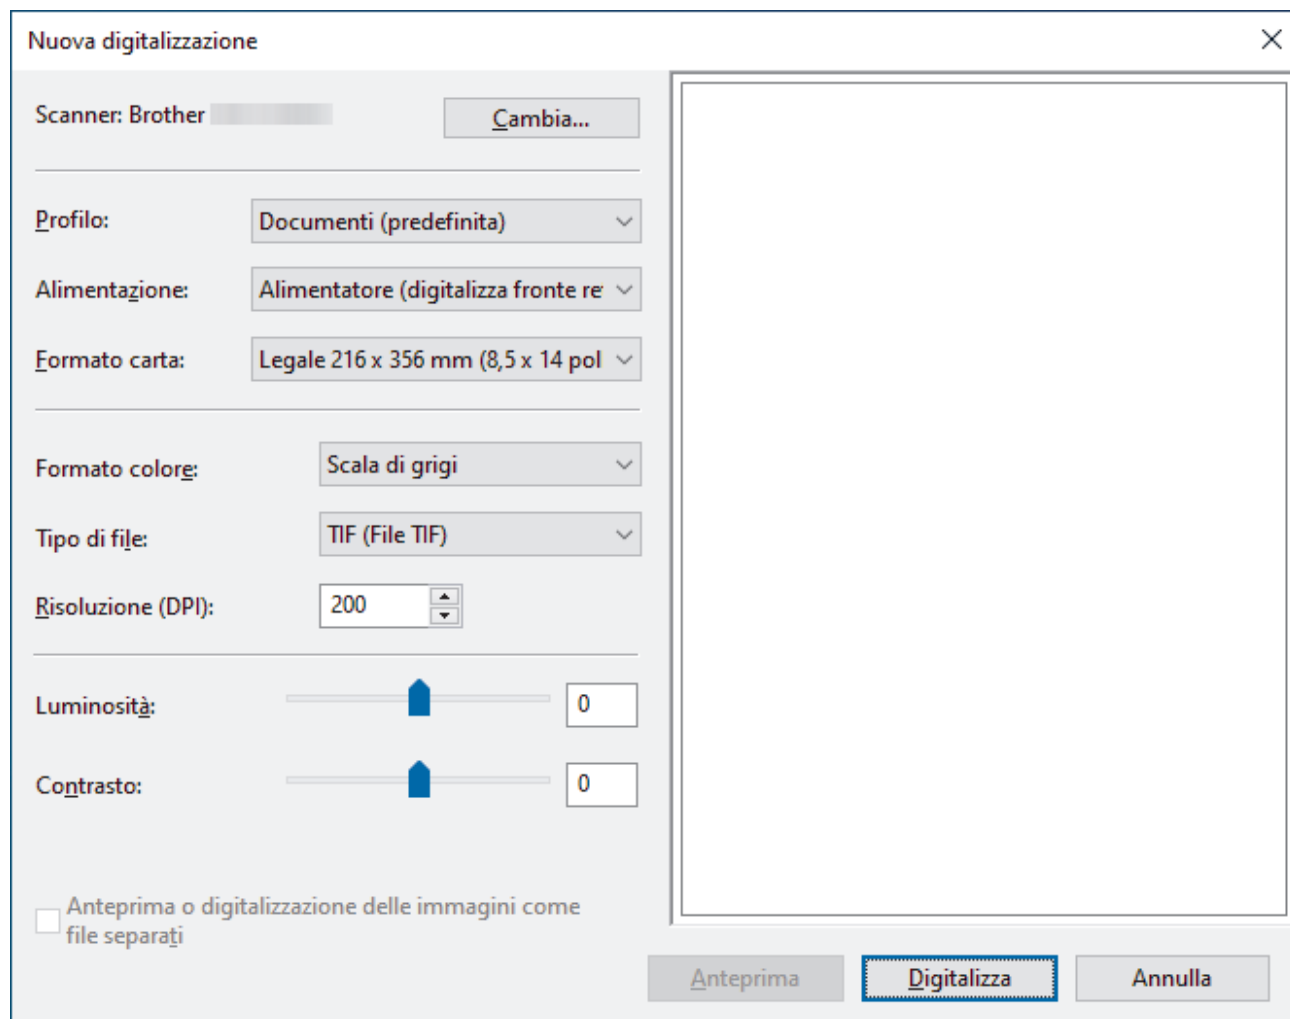 Nuova digitalizzazione
Scanner: Brother
Cambia...
Profilo: Documenti (predefinita)
Alimentazione: Alimentatore (digitalizza fronte re
Formato carta: Legale 216 x 356 mm (8,5 x 14 pol
Formato colore: Scala di grigi
Tipo di file: TIF (File TIF)
Risoluzione (DPI): 200
Luminosità: 0
Contrasto: 0
Anteprima o digitalizzazione delle immagini come
file separati
Anteprima Digitalizza Annulla